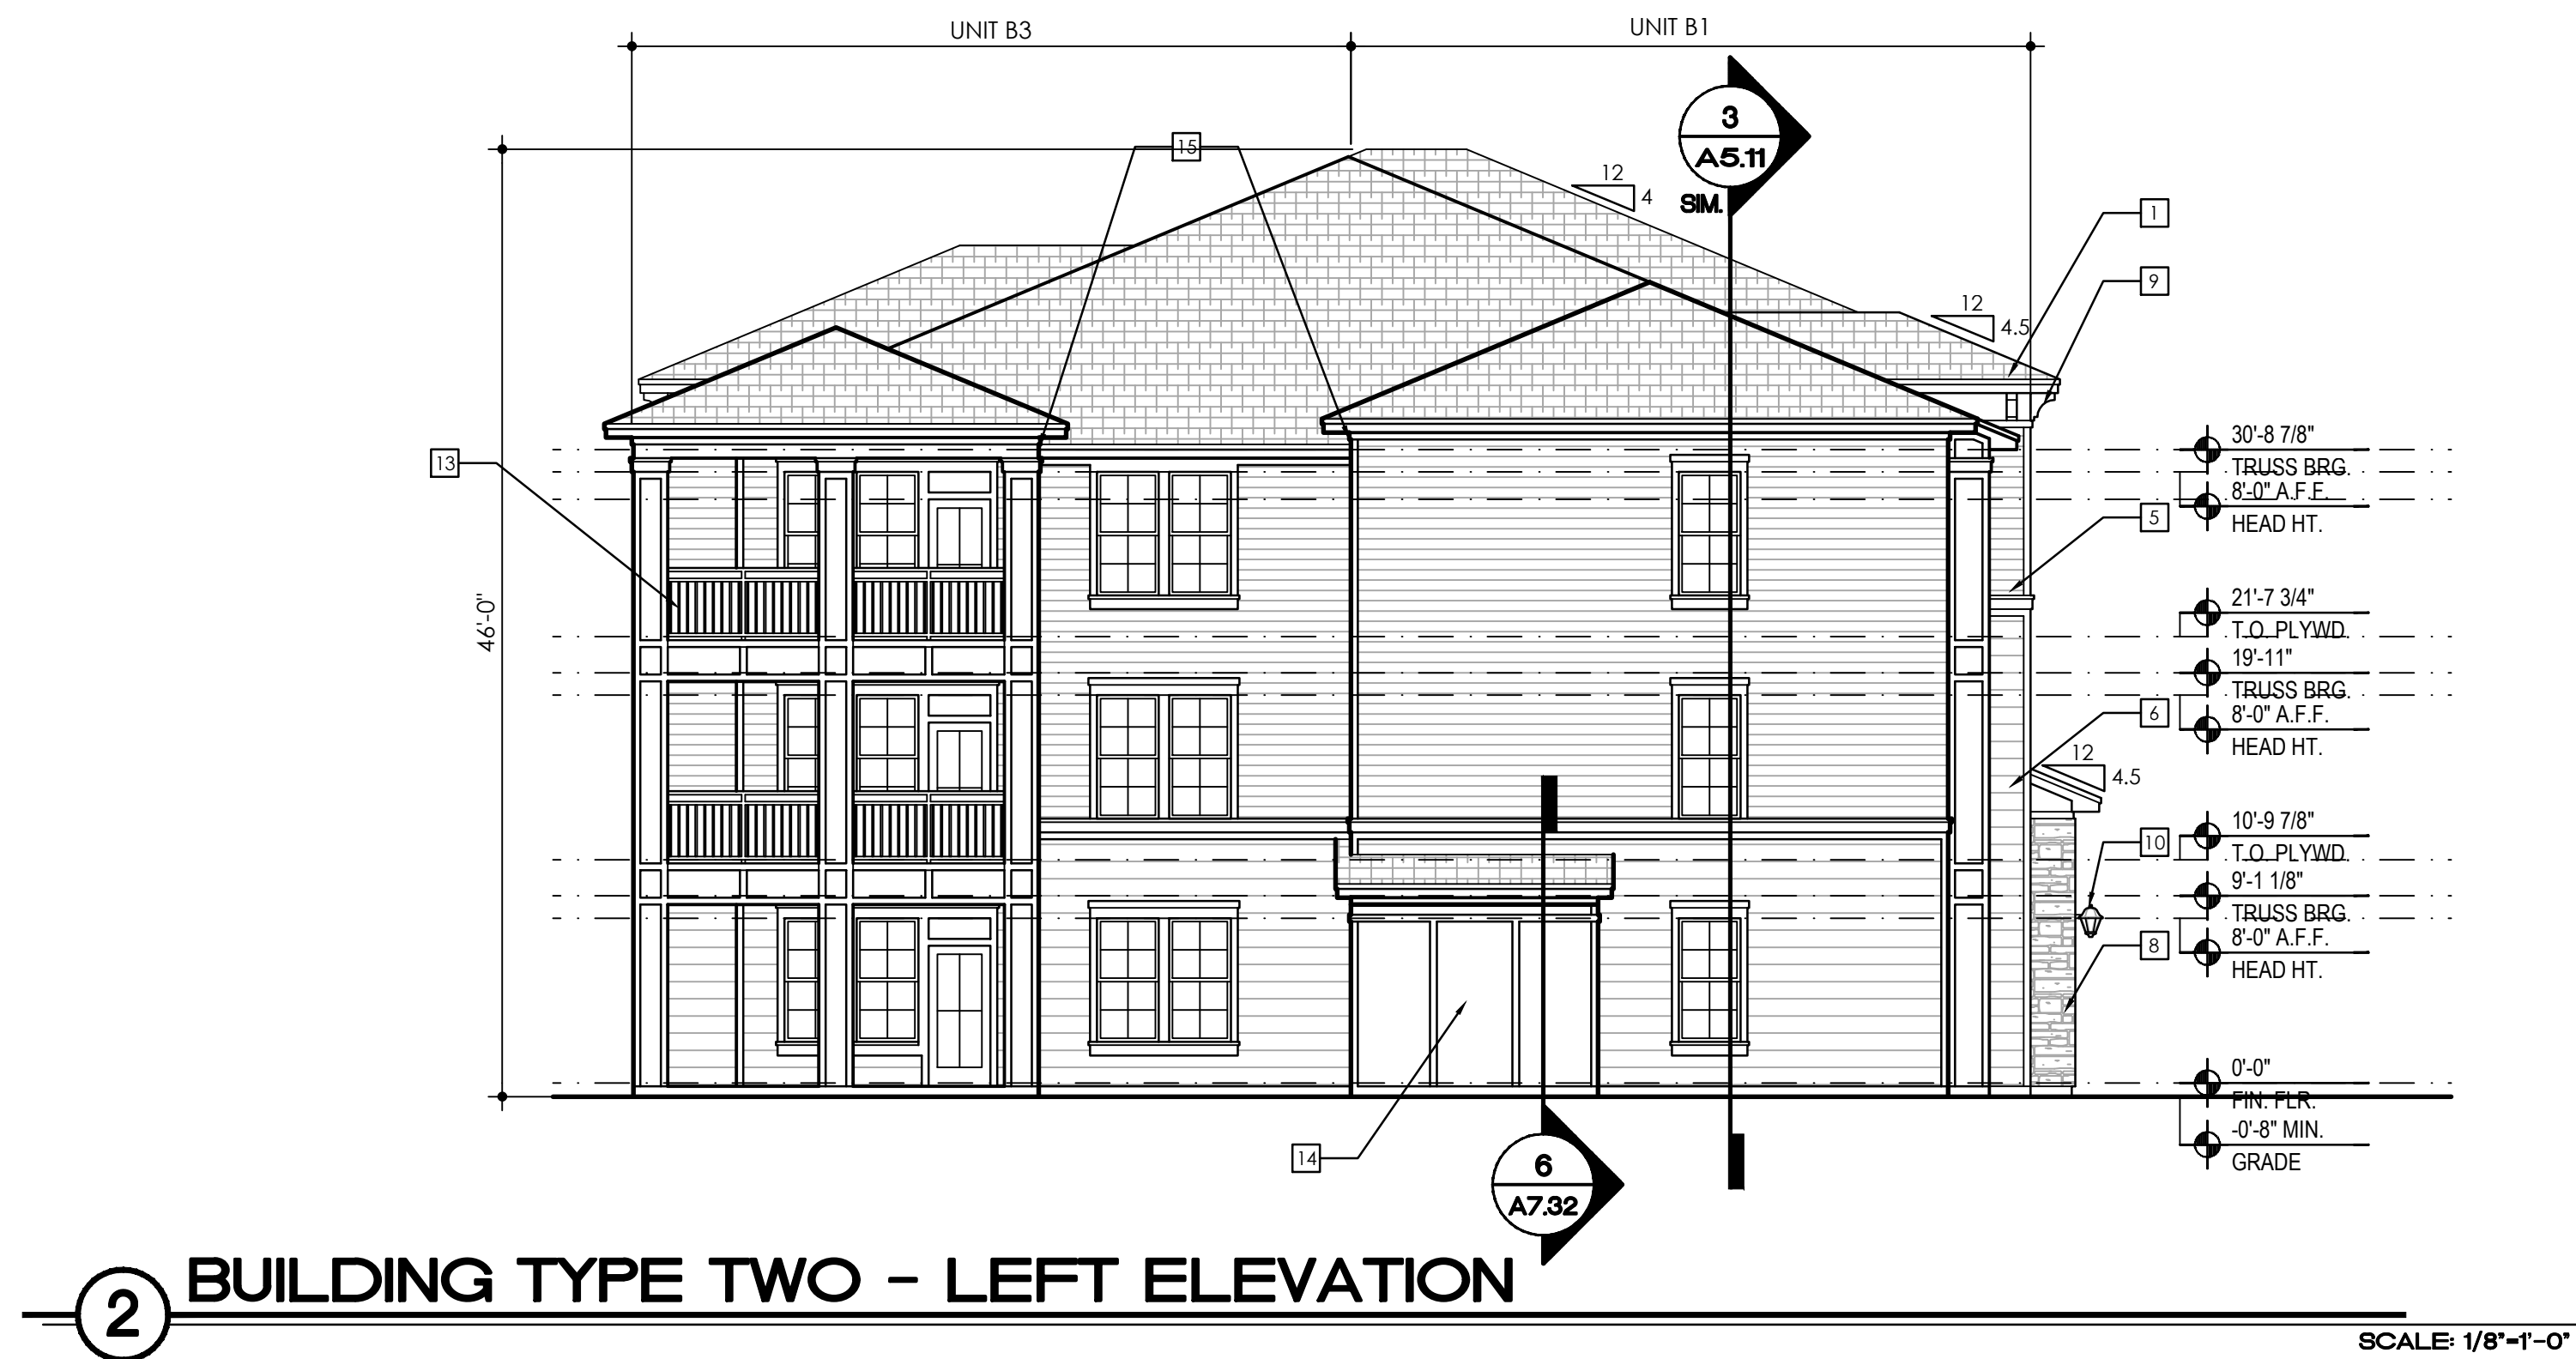 UNIT B3
UNIT B1
3
A5.11
SIM.
15
12
4
1
9
12
4.5
13
30'-8 7/8"
TRUSS BRG.
8'-0" A.F.F.
HEAD HT.
5
46'-0"
21'-7 3/4"
T.O. PLYWD.
19'-11"
TRUSS BRG.
8'-0" A.F.F.
HEAD HT.
6
12
4.5
10'-9 7/8"
T.O. PLYWD.
10
9'-1 1/8"
TRUSS BRG.
8'-0" A.F.F.
HEAD HT.
8
0'-0"
FIN. FLR.
-0'-8" MIN.
GRADE
14
6
A7.32
2
BUILDING TYPE TWO - LEFT ELEVATION
SCALE: 1/8"=1'-0"